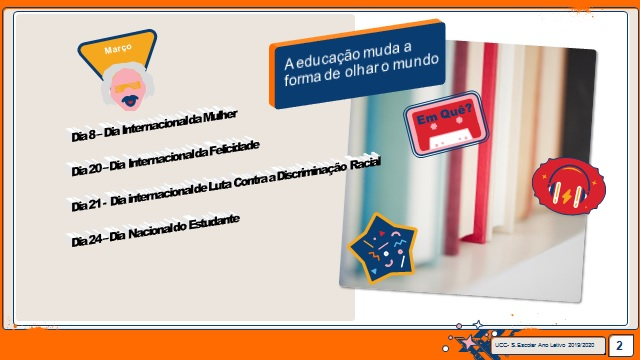 Março
A educação muda a
forma de olhar o mundo
Em Quê?
Dia 8 – Dia Internacional da Mulher
Dia 20 – Dia Internacional da Felicidade
Dia 21 - Dia internacional de Luta Contra a Discriminação Racial
Dia 24 – Dia Nacional do Estudante
UCC- S. Escolar Ano Letivo 2019/2020
2